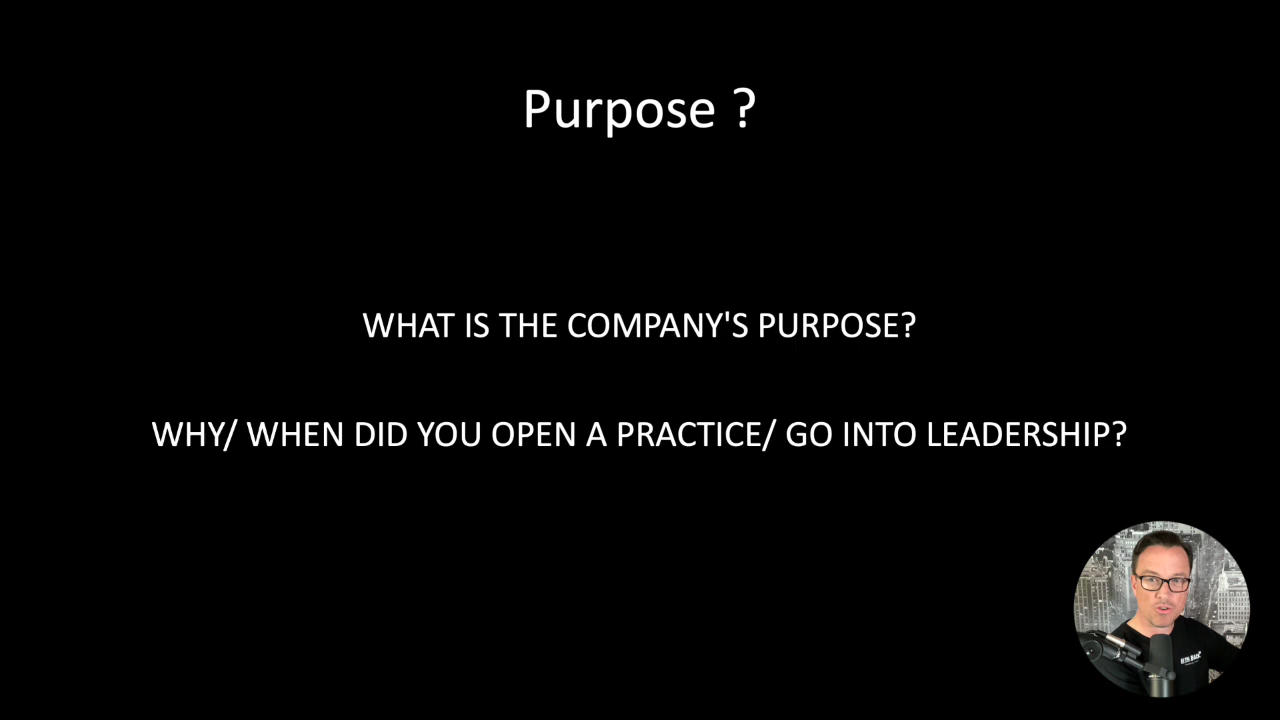 Purpose ?
WHAT IS THE COMPANY'S PURPOSE?
WHY/ WHEN DID YOU OPEN A PRACTICE/ GO INTO LEADERSHIP?